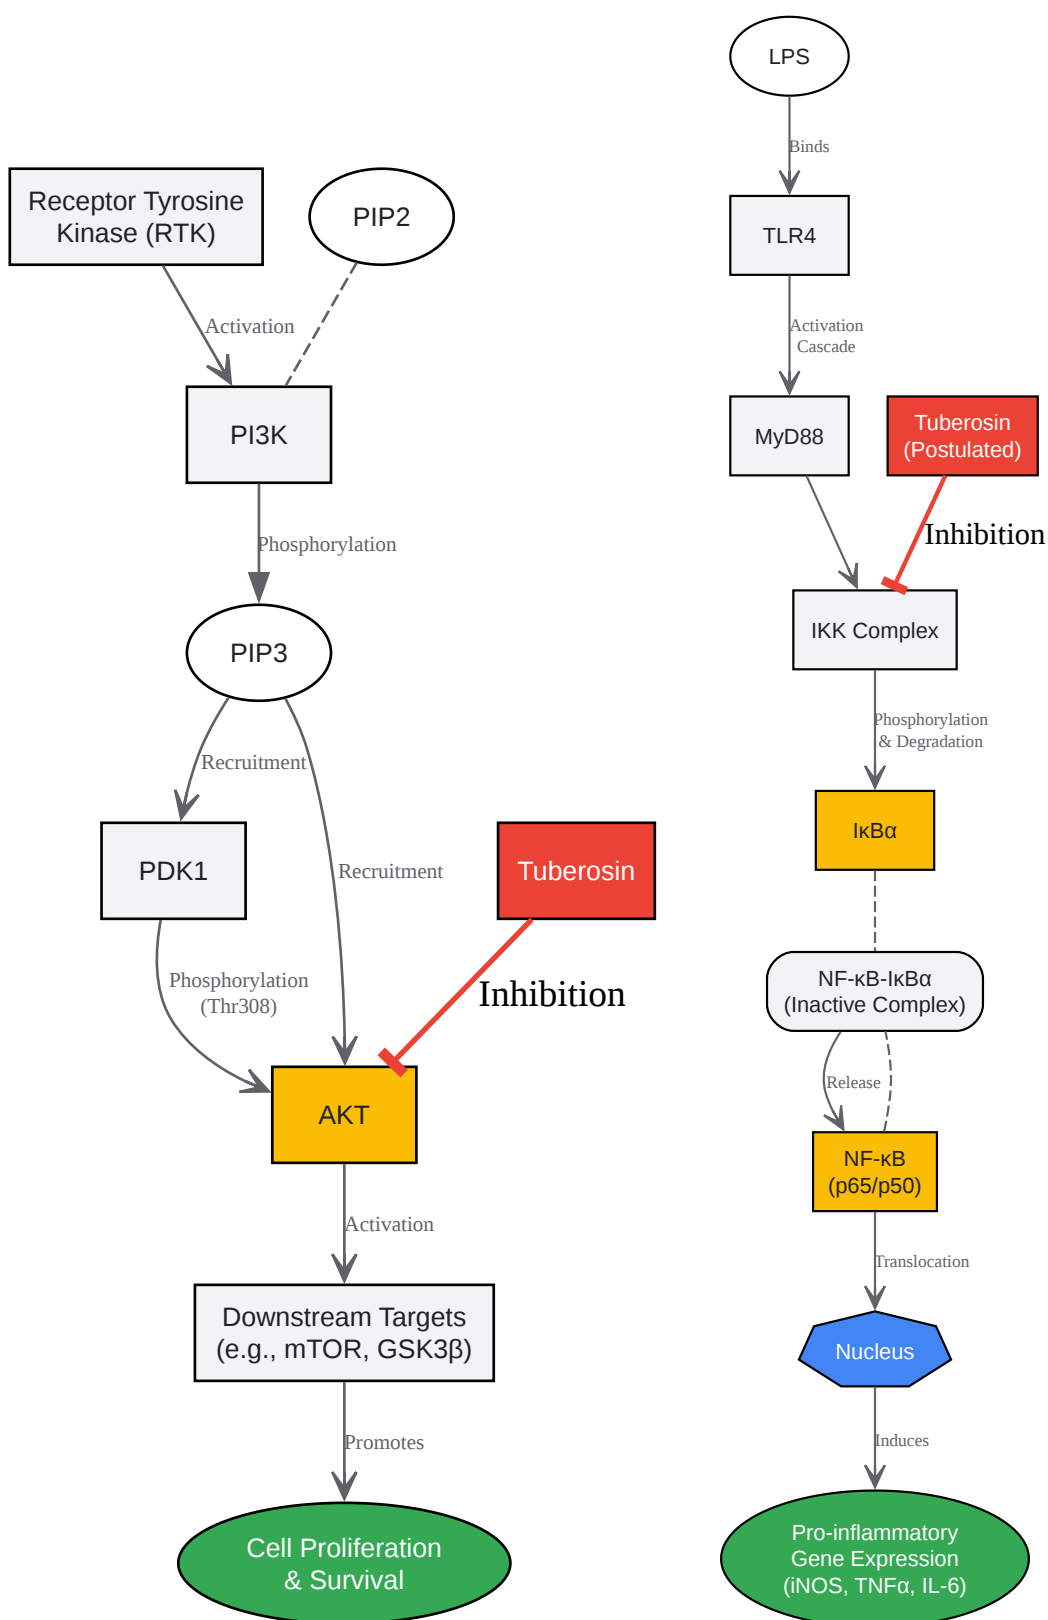 Receptor Tyrosine
Kinase (RTK)
PIP2
Activation
PI3K
Phosphorylation
PIP3
Recruitment
PDK1
Recruitment
Tuberosin
Phosphorylation
(Thr308)
Inhibition
AKT
Activation
Downstream Targets
(e.g., mTOR, GSK3β)
Promotes
Cell Proliferation
& Survival
LPS
Binds
TLR4
Activation
Cascade
MyD88
Tuberosin
(Postulated)
Inhibition
IKK Complex
Phosphorylation
& Degradation
IκBα
NF-κB-IκBα
(Inactive Complex)
Release
NF-κB
(p65/p50)
Translocation
Nucleus
Induces
Pro-inflammatory
Gene Expression
(iNOS, TNFα, IL-6)